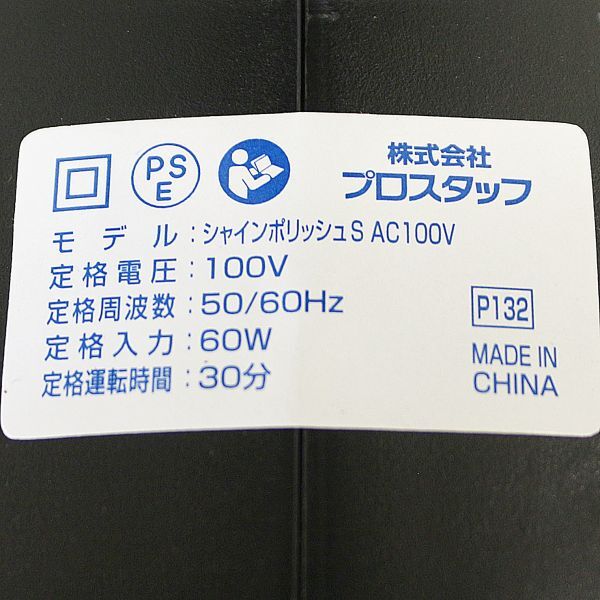 PS
E
株式会社
プロスタッフ
モデル:シャインポリッシュS AC100V
定格電圧:100V
定格周波数:50/60Hz
定格入力:60W
定格運転時間:30分
P132
MADE IN
CHINA